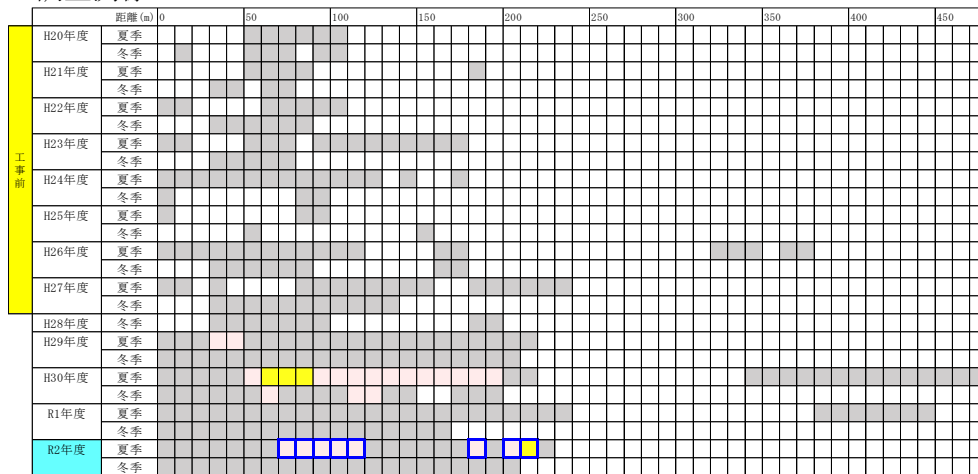 距離(m) 0 50 100 150 200 250 300 350 400 450
工事前
H20年度 夏季
冬季
H21年度 夏季
冬季
H22年度 夏季
冬季
H23年度 夏季
冬季
H24年度 夏季
冬季
H25年度 夏季
冬季
H26年度 夏季
冬季
H27年度 夏季
冬季
H28年度 冬季
H29年度 夏季
冬季
H30年度 夏季
冬季
R1年度 夏季
冬季
R2年度 夏季
冬季